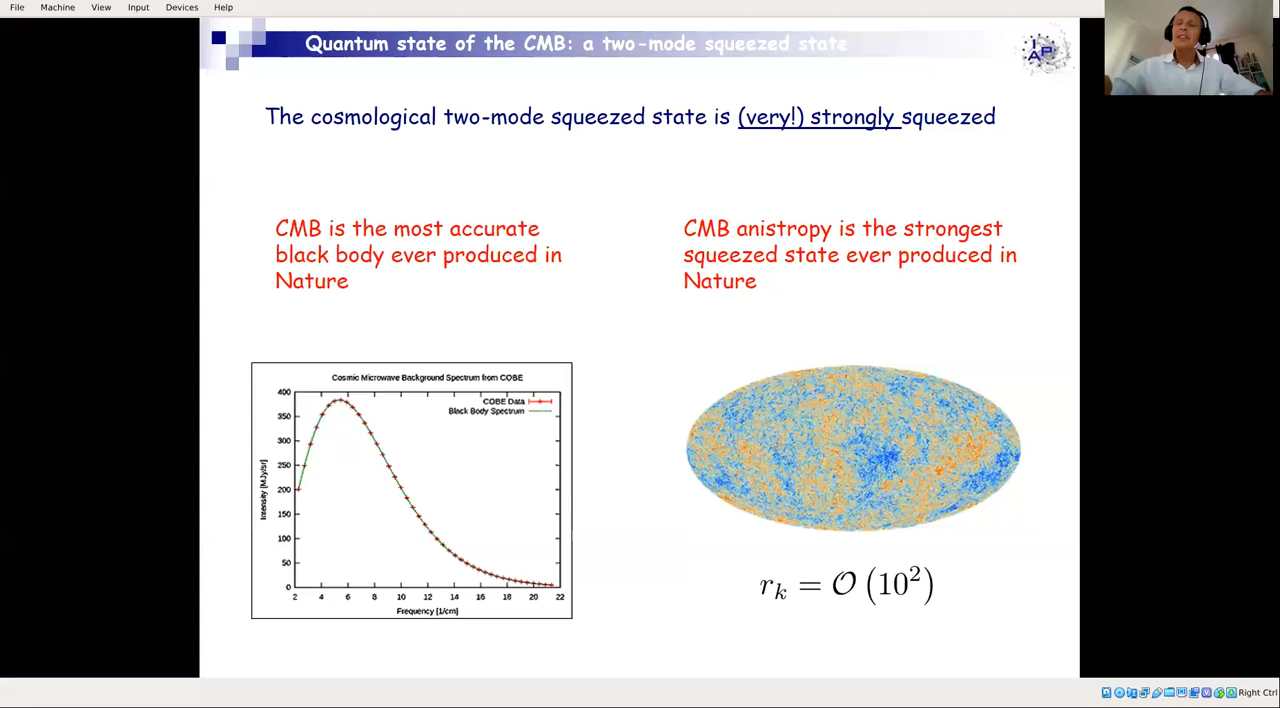 File Machine View Input Devices Help
Quantum state of the CMB: a two-mode squeezed state
IAP
The cosmological two-mode squeezed state is (very!) strongly squeezed
CMB is the most accurate
black body ever produced in
Nature
CMB anistropy is the strongest
squeezed state ever produced in
Nature
Cosmic Microwave Background Spectrum from COBE
COBE Data
Black Body Spectrum
400
350
300
250
200
150
100
50
0
Intensity [MJy/sr]
2 4 6 8 10 12 14 16 18 20 22
Frequency [1/cm]
r_k = O (10^2)
Right Ctrl